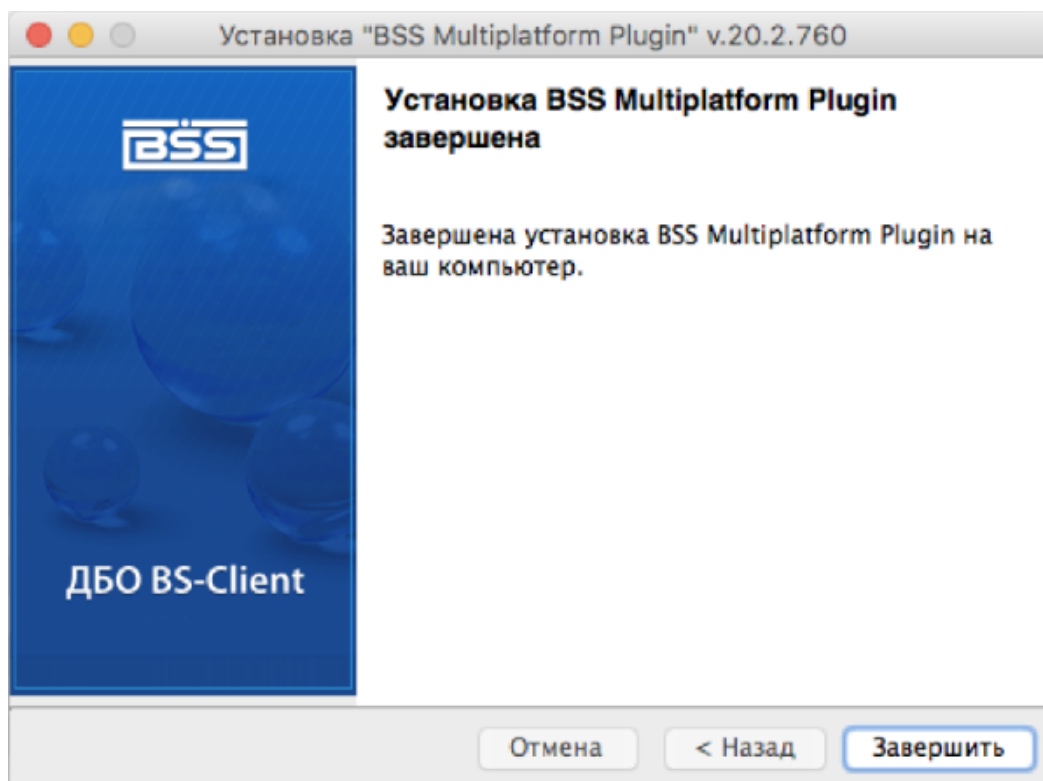 Установка "BSS Multiplatform Plugin" v.20.2.760
BSS
Установка BSS Multiplatform Plugin
завершена
Завершена установка BSS Multiplatform Plugin на
ваш компьютер.
ДБО BS-Client
Отмена
< Назад
Завершить